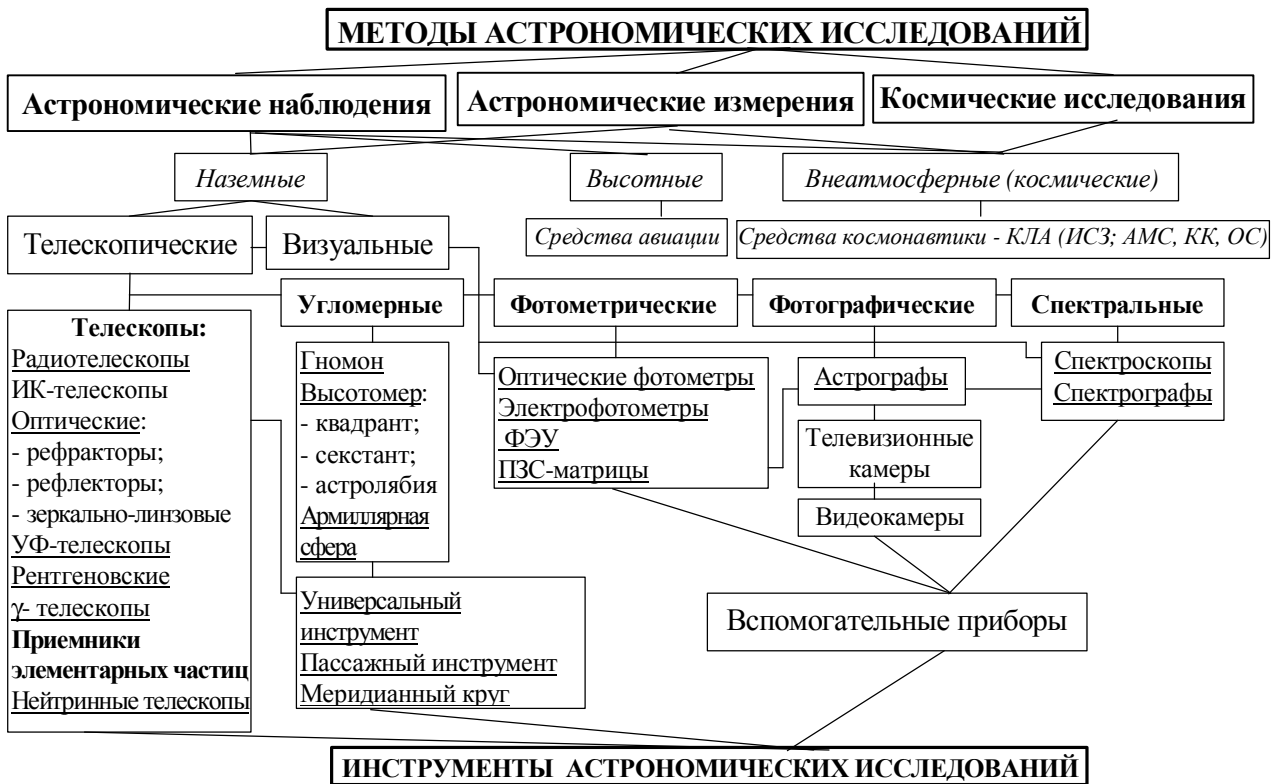 МЕТОДЫ АСТРОНОМИЧЕСКИХ ИССЛЕДОВАНИЙ
Астрономические наблюдения
Астрономические измерения
Космические исследования
Наземные
Высотные
Внеатмосферные (космические)
Телескопические
Визуальные
Средства авиации
Средства космонавтики - КЛА (ИСЗ; АМС, КК, ОС)
Угломерные
Фотометрические
Фотографические
Спектральные
Телескопы:
Радиотелескопы
ИК-телескопы
Оптические:
- рефракторы;
- рефлекторы;
- зеркально-линзовые
УФ-телескопы
Рентгеновские
γ- телескопы
Приемники
элементарных частиц
Нейтринные телескопы
Гномон
Высотомер:
- квадрант;
- секстант;
- астролябия
Армиллярная
сфера
Универсальный
инструмент
Пассажный инструмент
Меридианный круг
Оптические фотометры
Электрофотометры
ФЭУ
ПЗС-матрицы
Астрографы
Телевизионные
камеры
Видеокамеры
Спектроскопы
Спектрографы
Вспомогательные приборы
ИНСТРУМЕНТЫ АСТРОНОМИЧЕСКИХ ИССЛЕДОВАНИЙ